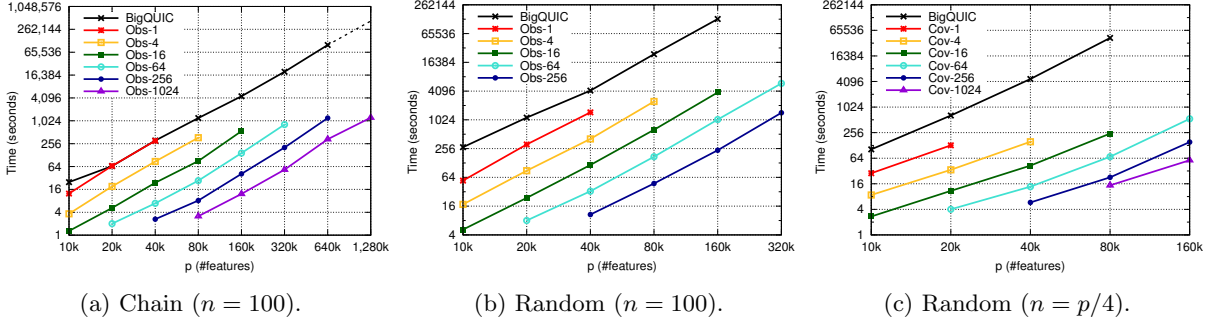 1,048,576
262,144
65,536
16,384
4,096
1,024
256
64
16
4
1
Time (seconds)
BigQUIC
Obs-1
Obs-4
Obs-16
Obs-64
Obs-256
Obs-1024
10k 20k 40k 80k 160k 320k 640k 1,280k
p (#features)
(a) Chain (n = 100).
262144
65536
16384
4096
1024
256
64
16
4
Time (seconds)
BigQUIC
Obs-1
Obs-4
Obs-16
Obs-64
Obs-256
10k 20k 40k 80k 160k 320k
p (#features)
(b) Random (n = 100).
262144
65536
16384
4096
1024
256
64
16
4
1
Time (seconds)
BigQUIC
Cov-1
Cov-4
Cov-16
Cov-64
Cov-256
Cov-1024
10k 20k 40k 80k 160k
p (#features)
(c) Random (n = p/4).